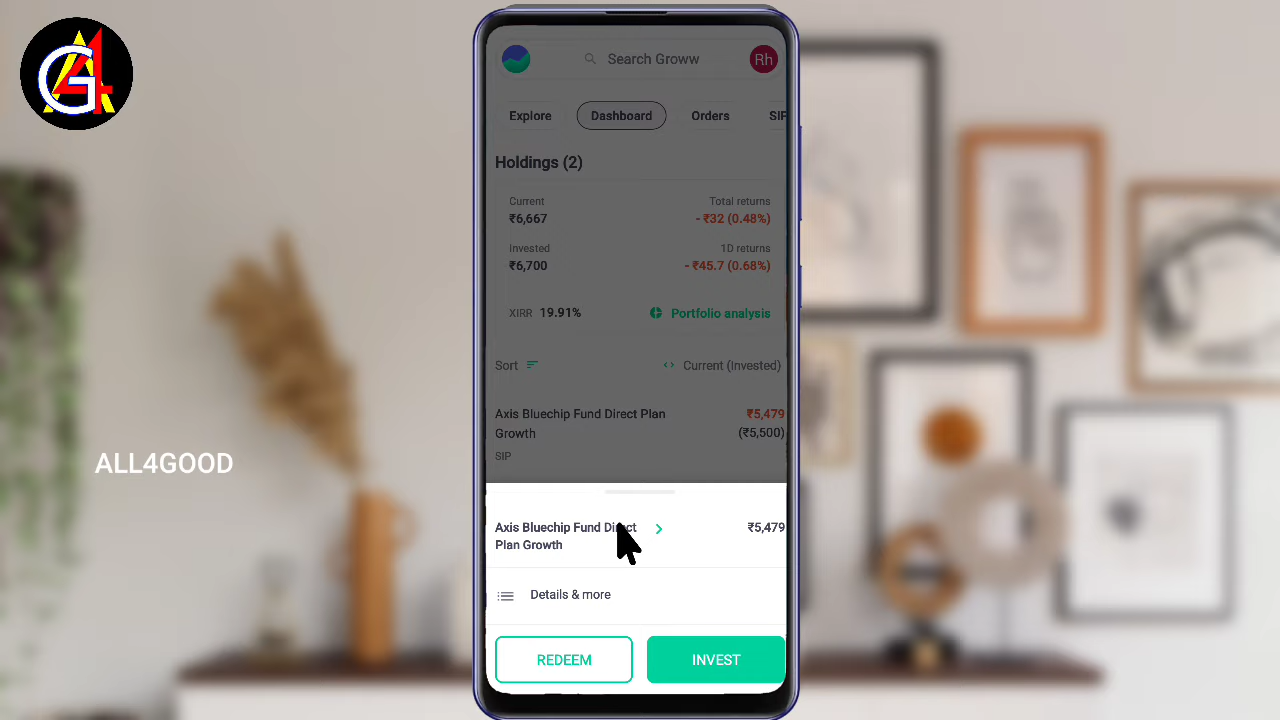 A4G
Search Groww
Rh
Explore
Dashboard
Orders
SIP
Holdings (2)
Current
Total returns
₹6,667
- ₹32 (0.48%)
Invested
1D returns
₹6,700
- ₹45.7 (0.68%)
XIRR 19.91%
Portfolio analysis
Sort
Current (Invested)
Axis Bluechip Fund Direct Plan
₹5,479
Growth
(₹5,500)
SIP
ALL4GOOD
Axis Bluechip Fund Direct
₹5,479
Plan Growth
Details & more
REDEEM
INVEST